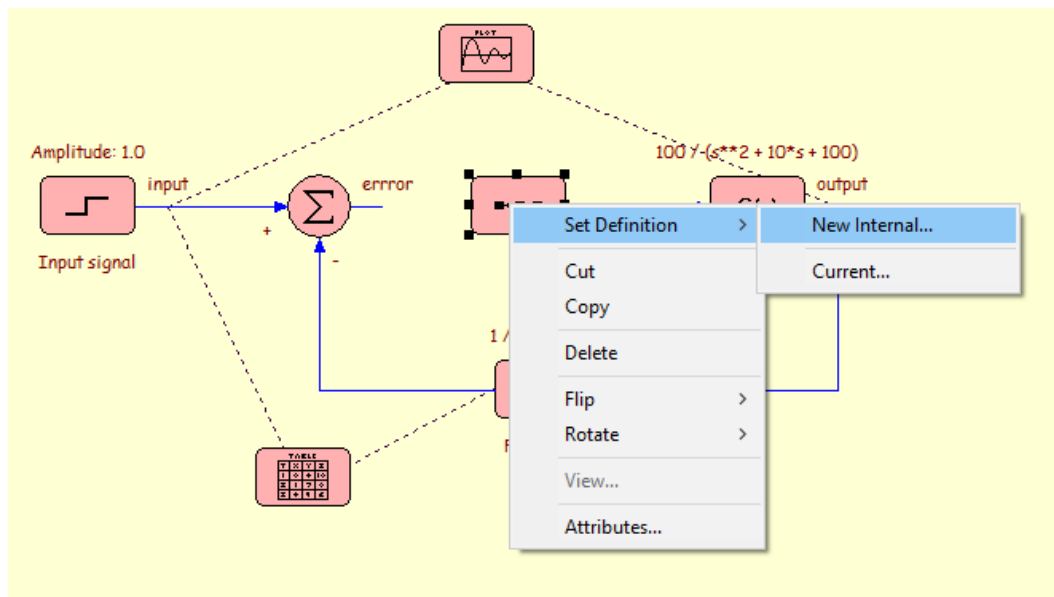 PLOT
Amplitude: 1.0
100 /-(s**2 + 10*s + 100)
input
errror
output
Σ
+
-
Input signal
Set Definition
New Internal...
Cut
Current...
Copy
1 /
Delete
Flip
Rotate
TABLE
T X Y Z
View...
Attributes...